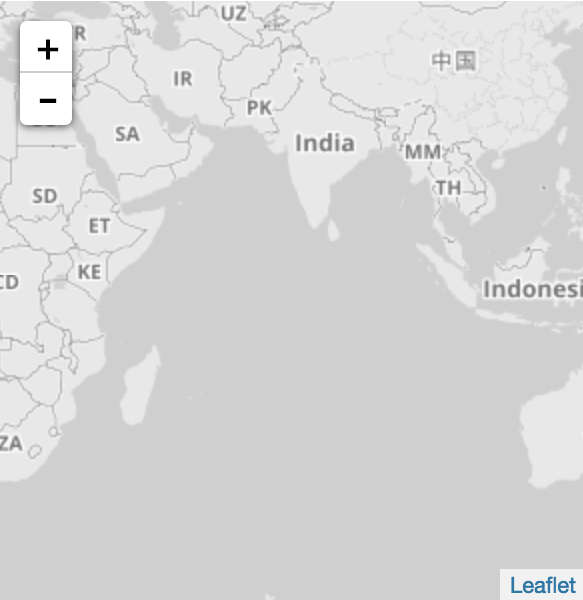 +
−
UZ
R
中国
IR
PK
India
SA
MM
TH
SD
ET
KE
CD
Indonesi
ZA
Leaflet